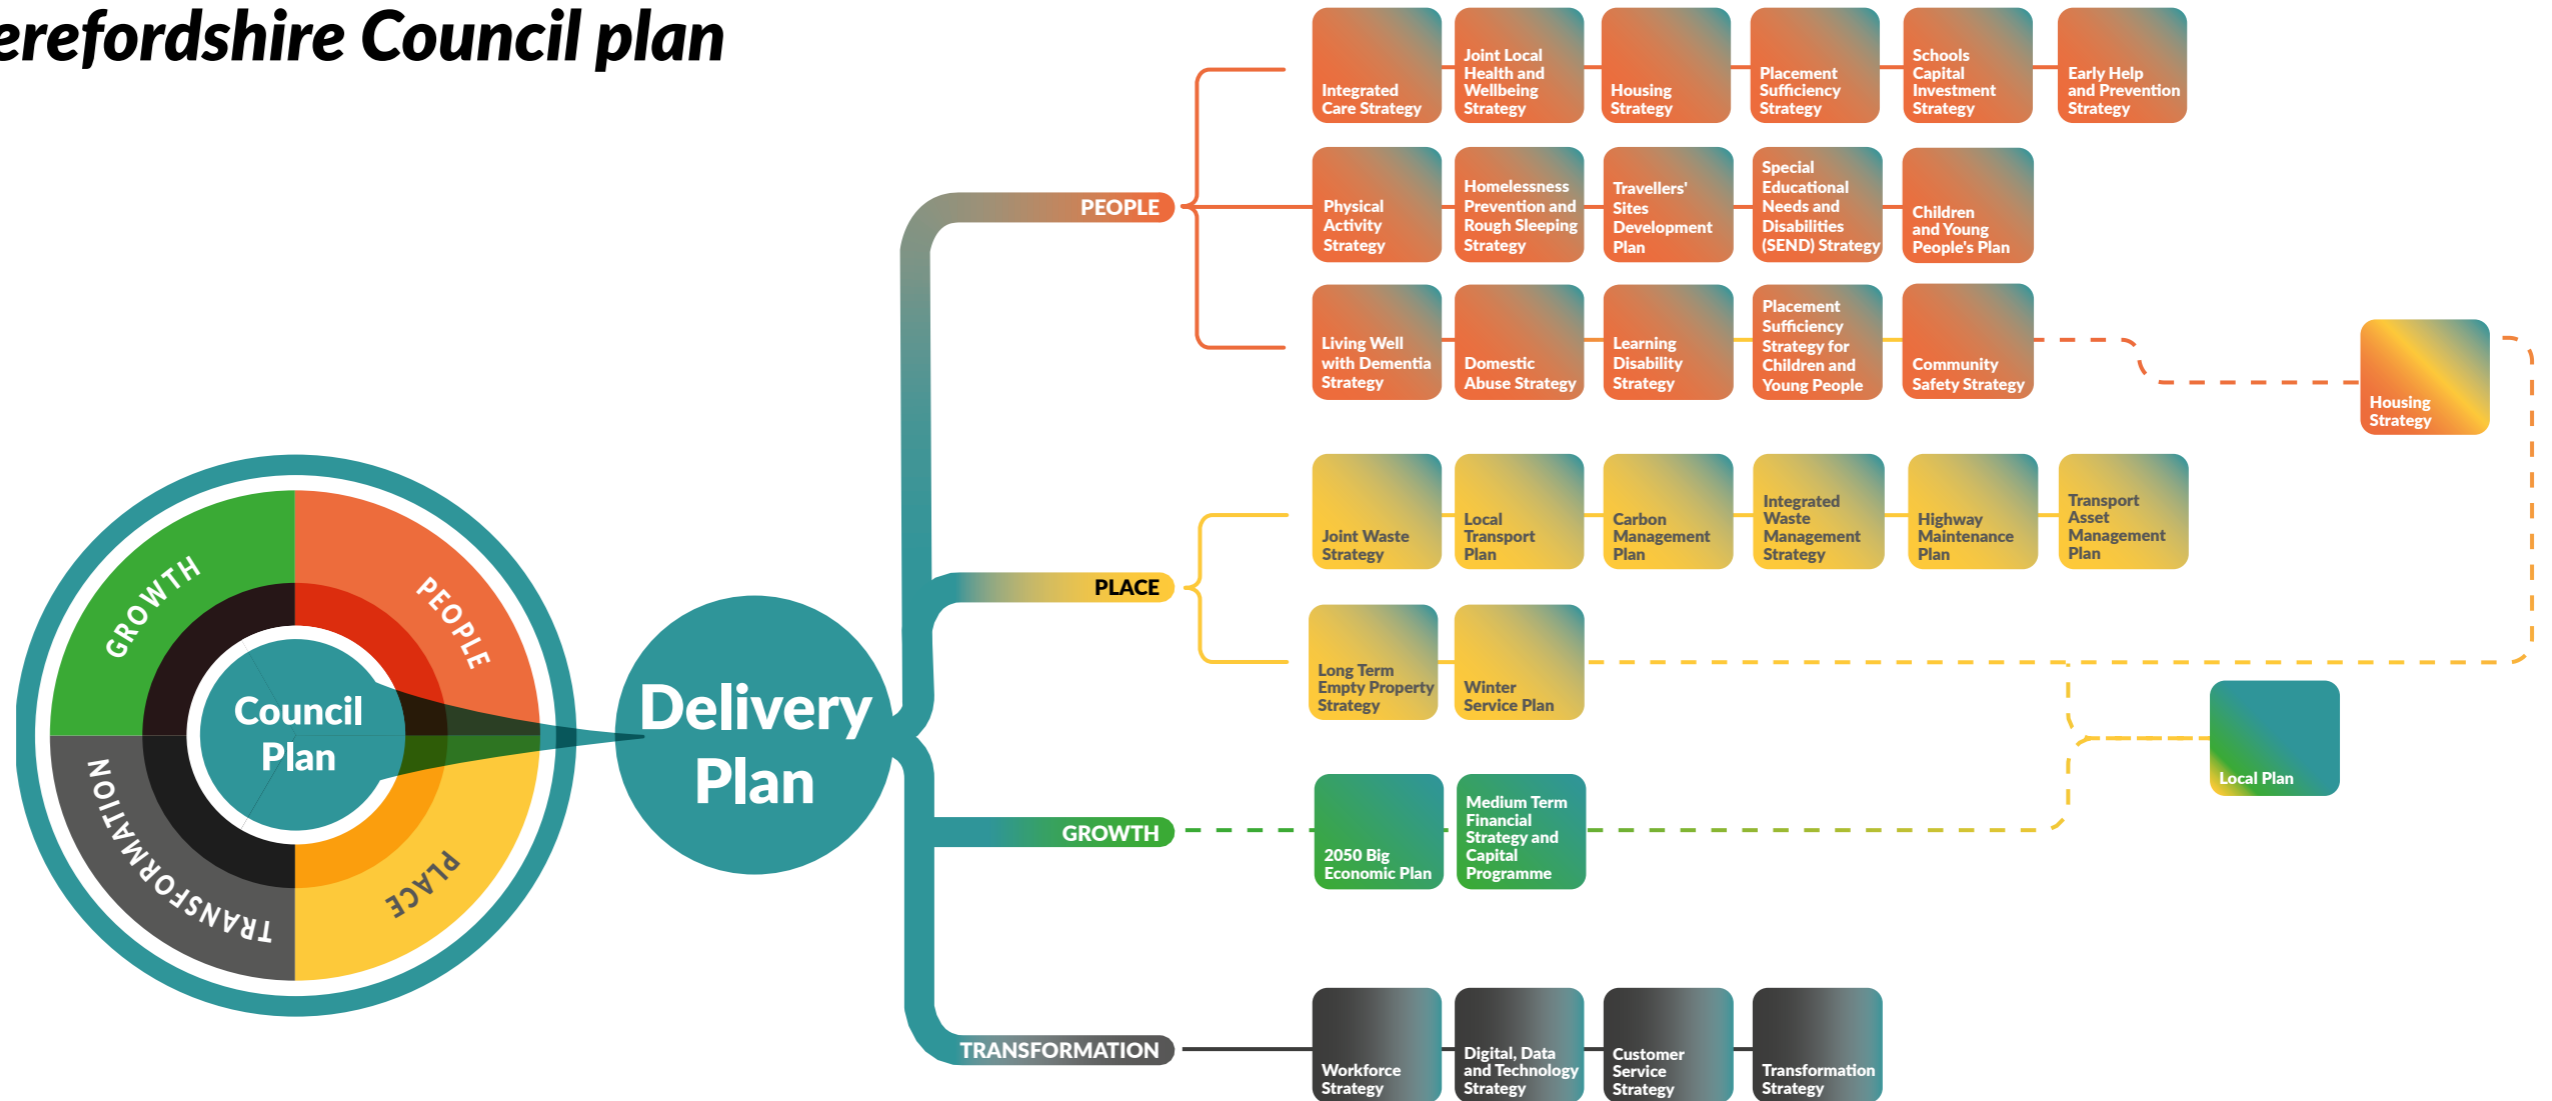 erefordshire Council plan
Integrated
Care Strategy
Joint Local
Health and
Wellbeing
Strategy
Housing
Strategy
Placement
Sufficiency
Strategy
Schools
Capital
Investment
Strategy
Early Help
and Prevention
Strategy
PEOPLE
Physical
Activity
Strategy
Homelessness
Prevention and
Rough Sleeping
Strategy
Travellers'
Sites
Development
Plan
Special
Educational
Needs and
Disabilities
(SEND) Strategy
Children
and Young
People's Plan
Living Well
with Dementia
Strategy
Domestic
Abuse Strategy
Learning
Disability
Strategy
Placement
Sufficiency
Strategy for
Children and
Young People
Community
Safety Strategy
Housing
Strategy
PLACE
Joint Waste
Strategy
Local
Transport
Plan
Carbon
Management
Plan
Integrated
Waste
Management
Strategy
Highway
Maintenance
Plan
Transport
Asset
Management
Plan
Long Term
Empty Property
Strategy
Winter
Service Plan
Local Plan
GROWTH
PEOPLE
Council
Plan
TRANSFORMATION
PLACE
Delivery
Plan
GROWTH
2050 Big
Economic Plan
Medium Term
Financial
Strategy and
Capital
Programme
TRANSFORMATION
Workforce
Strategy
Digital, Data
and Technology
Strategy
Customer
Service
Strategy
Transformation
Strategy